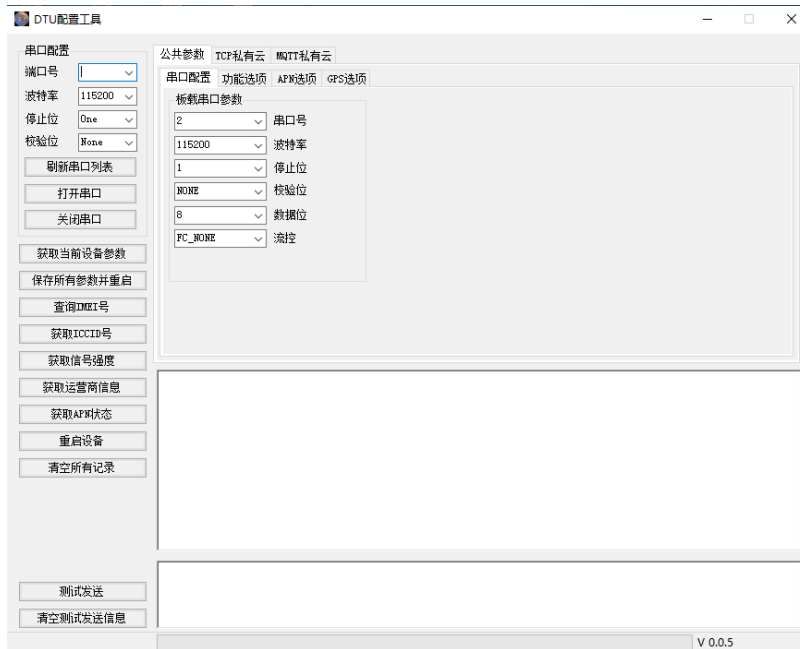 DTU配置工具
串口配置
端口号
波特率 115200
停止位 One
校验位 None
刷新串口列表
打开串口
关闭串口
获取当前设备参数
保存所有参数并重启
查询IMEI号
获取ICCID号
获取信号强度
获取运营商信息
获取APN状态
重启设备
清空所有记录
测试发送
清空测试发送信息
公共参数 TCP私有云 MQTT私有云
串口配置 功能选项 APN选项 GPS选项
板载串口参数
2 串口号
115200 波特率
1 停止位
NONE 校验位
8 数据位
FC_NONE 流控
V 0.0.5